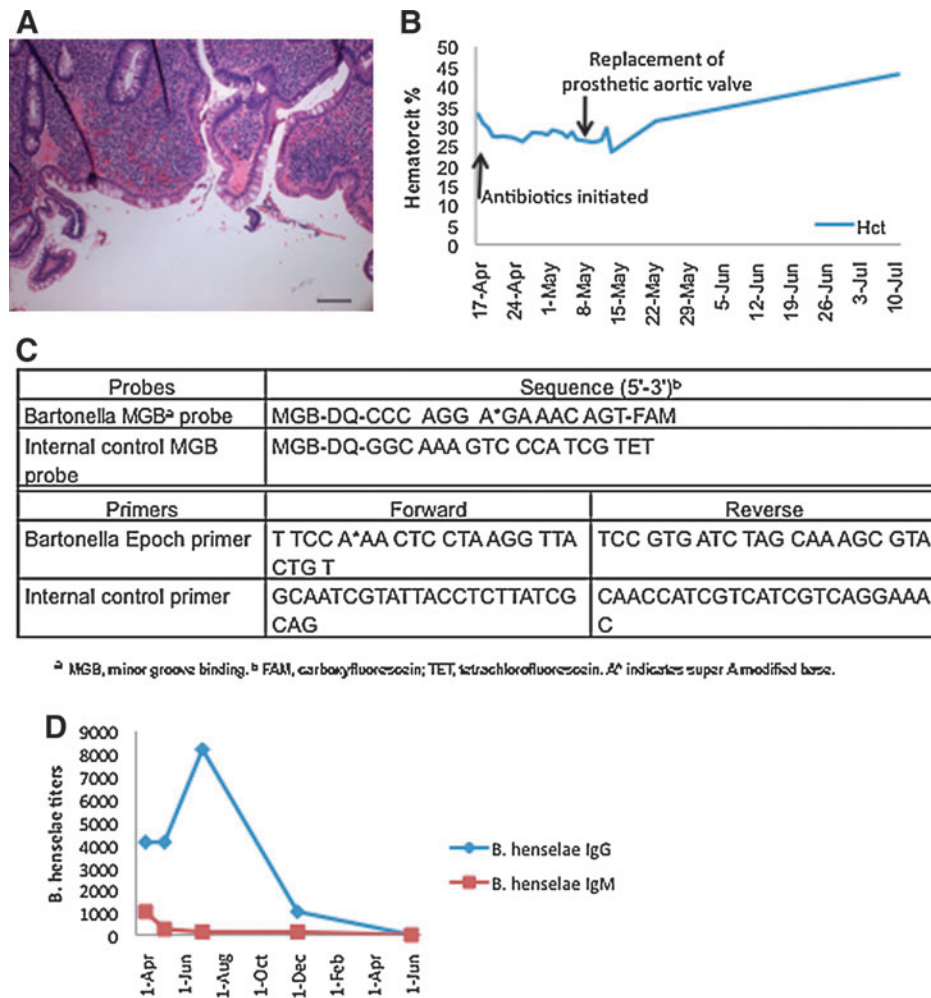 A
B
50
45
40
35
30
25
20
15
10
5
0
Hematorcit %
Replacement of
prosthetic aortic valve
Antibiotics initiated
Hct
17-Apr
24-Apr
1-May
8-May
15-May
22-May
29-May
5-Jun
12-Jun
19-Jun
26-Jun
3-Jul
10-Jul
C
Probes Sequence (5'-3')ᵇ
Bartonella MGBᵃ probe MGB-DQ-CCC AGG A*GA AAC AGT-FAM
Internal control MGB MGB-DQ-GGC AAA GTC CCA TCG TET
probe
Primers Forward Reverse
Bartonella Epoch primer T TCC A*AA CTC CTA AGG TTA TCC GTG ATC TAG CAA AGC GTA
CTG T
Internal control primer GCAATCGTATTACCTCTTATCG CAACCATCGTCATCGTCAGGAAA
CAG C
ᵃ MGB, minor groove binding. ᵇ FAM, carboxyfluorescein; TET, tetrachlorofluorescein. A* indicates super A modified base.
D
9000
8000
7000
6000
5000
4000
3000
2000
1000
0
B. henselae titers
B. henselae IgG
B. henselae IgM
1-Apr
1-Jun
1-Aug
1-Oct
1-Dec
1-Feb
1-Apr
1-Jun